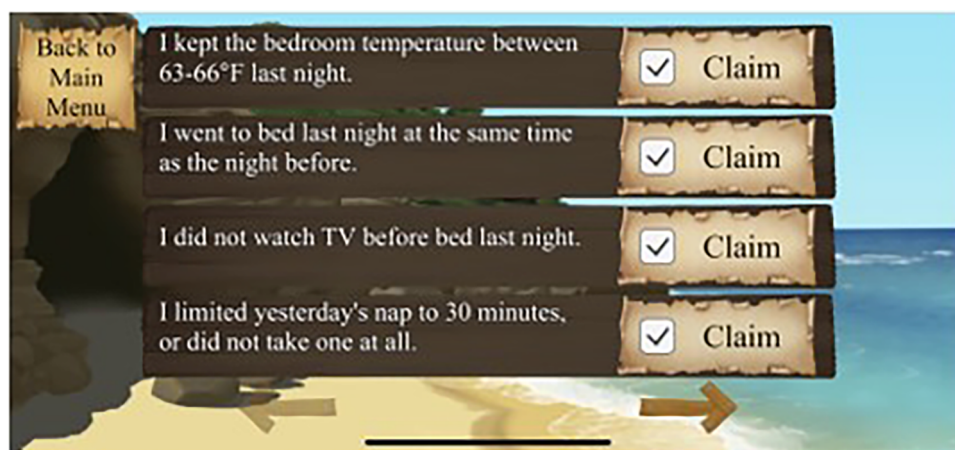 Back to
Main
Menu
I kept the bedroom temperature between
63-66°F last night.
Claim
I went to bed last night at the same time
as the night before.
Claim
I did not watch TV before bed last night.
Claim
I limited yesterday's nap to 30 minutes,
or did not take one at all.
Claim